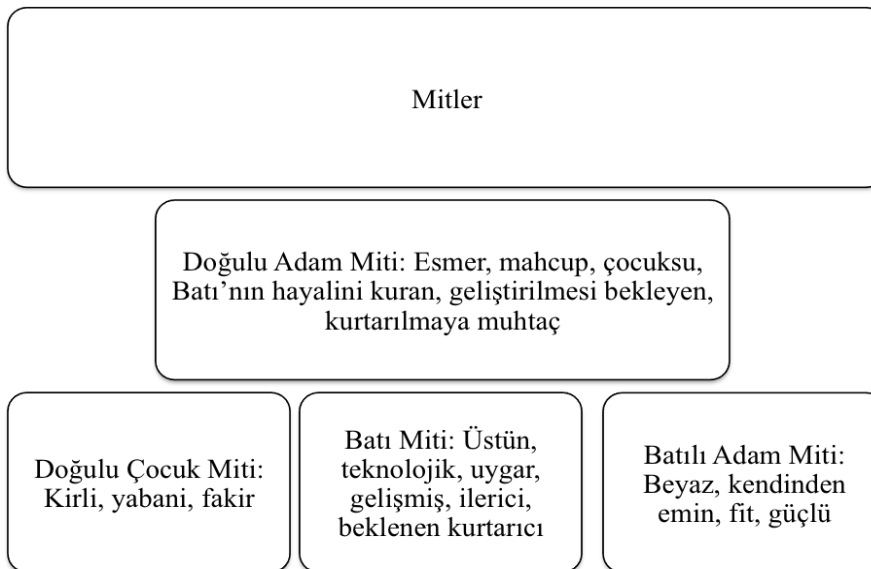 Mitler
Doğulu Adam Miti: Esmer, mahcup, çocuksu,
Batı’nın hayalini kuran, geliştirilmesi bekleyen,
kurtarılmaya muhtaç
Doğulu Çocuk Miti:
Kirli, yabani, fakir
Batı Miti: Üstün,
teknolojik, uygar,
gelişmiş, ilerici,
beklenen kurtarıcı
Batılı Adam Miti:
Beyaz, kendinden
emin, fit, güçlü